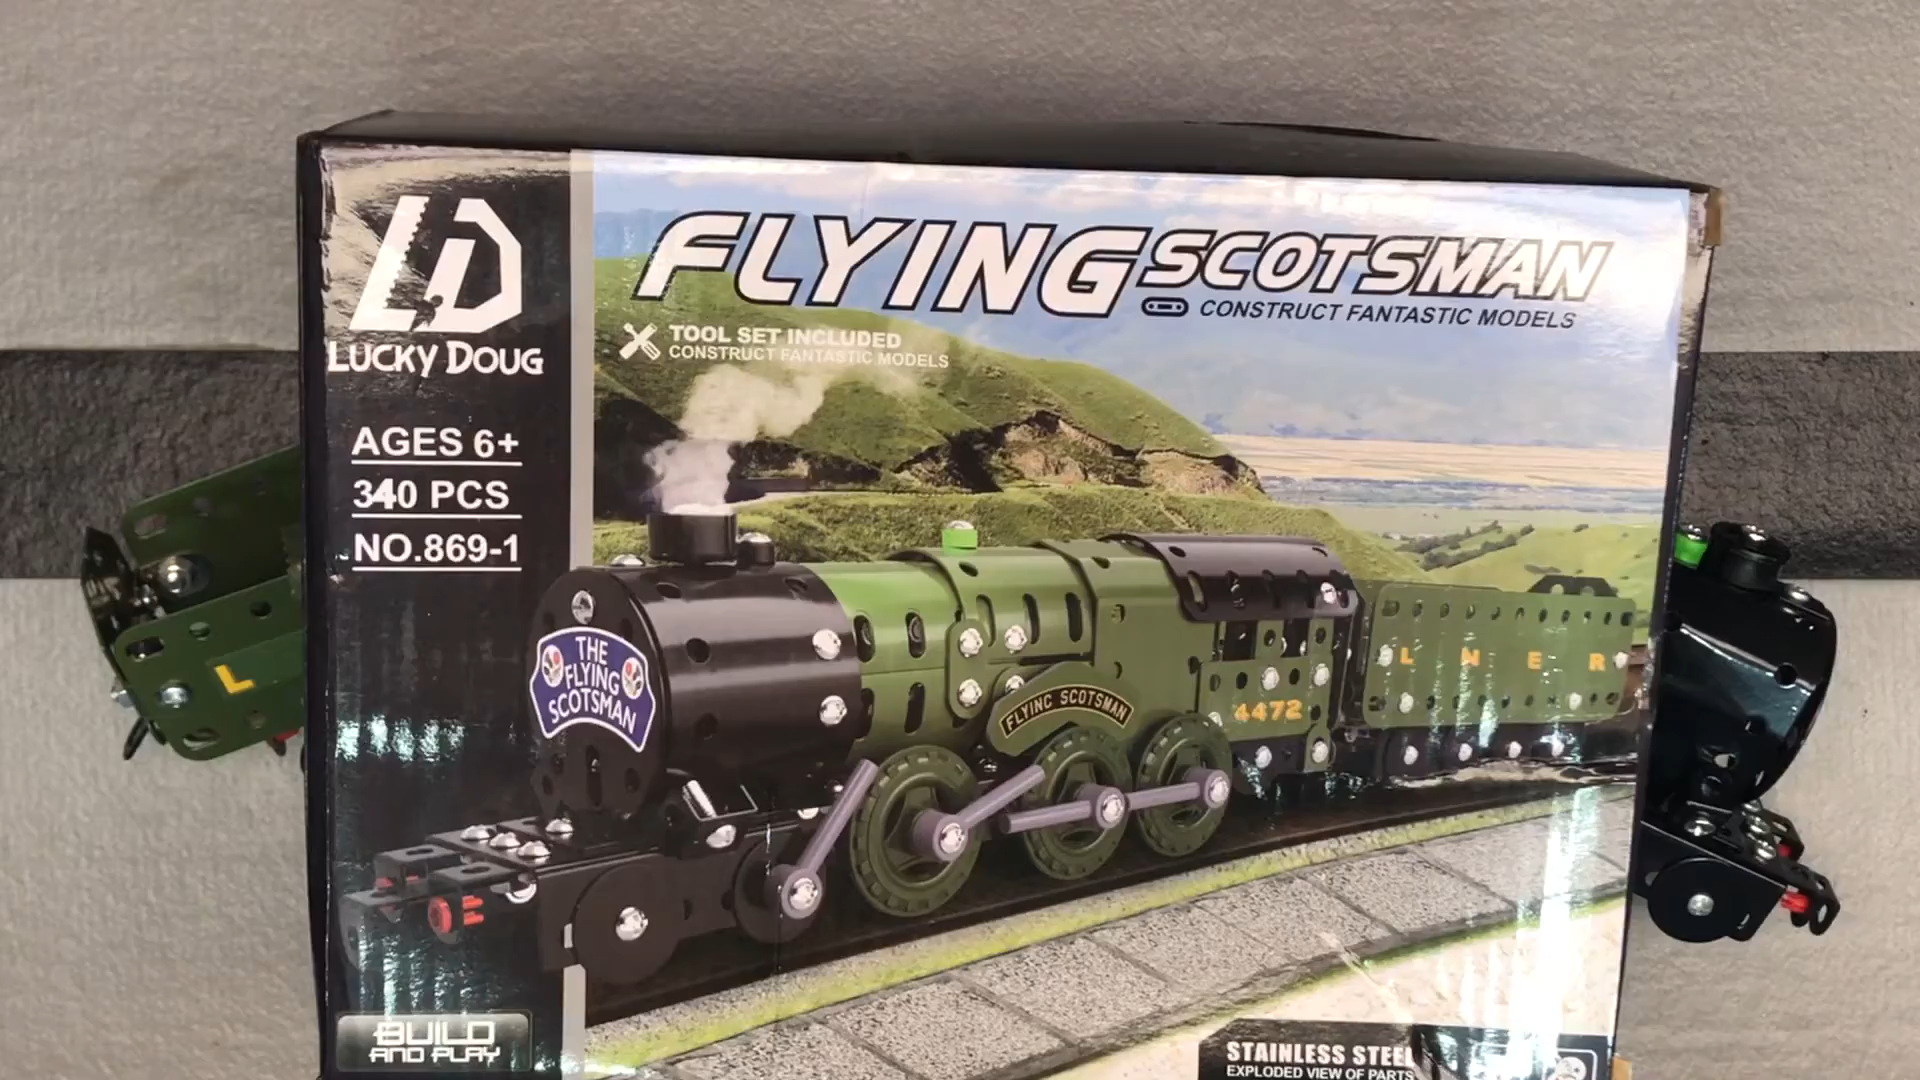 LD
LUCKY DOUG
AGES 6+
340 PCS
NO.869-1
BUILD
AND PLAY
FLYING SCOTSMAN
CONSTRUCT FANTASTIC MODELS
TOOL SET INCLUDED
CONSTRUCT FANTASTIC MODELS
THE
FLYING
SCOTSMAN
FLYING SCOTSMAN
4472
L N E R
L
STAINLESS STEEL
EXPLODED VIEW OF PARTS